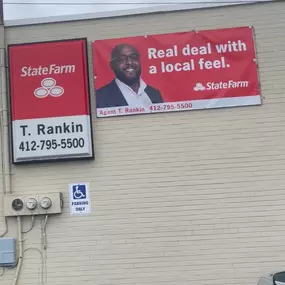 StateFarm
T. Rankin
412-795-5500
Real deal with
a local feel.
StateFarm
Agent T. Rankin 412-795-5500
PARKING
ONLY